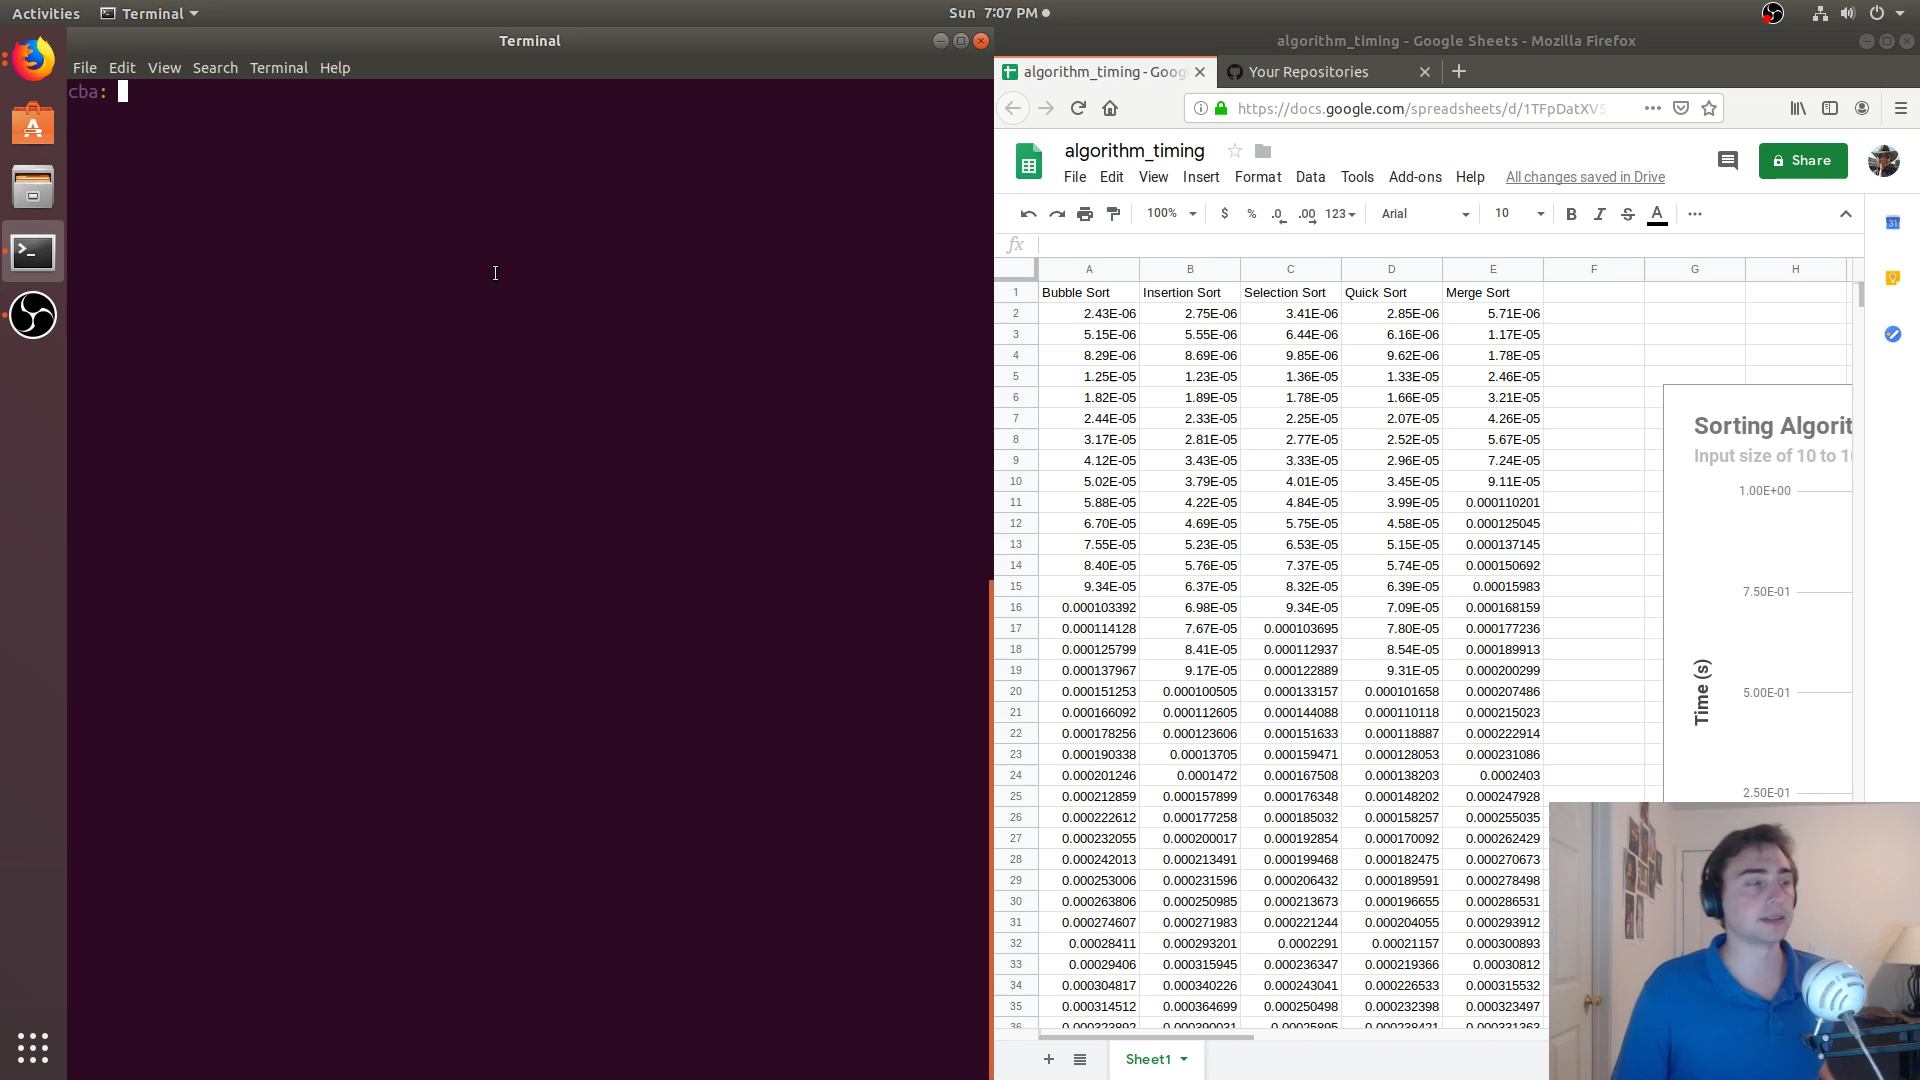 Activities Terminal Sun 7:07 PM
Terminal
File Edit View Search Terminal Help
cba:
algorithm_timing - Google Sheets - Mozilla Firefox
algorithm_timing - Goog Your Repositories
https://docs.google.com/spreadsheets/d/1TFpDatXV5
algorithm_timing
Share
File Edit View Insert Format Data Tools Add-ons Help All changes saved in Drive
100% $ % .0 .00 123 Arial 10 B I S A
31
fx
A B C D E F G H
1 Bubble Sort Insertion Sort Selection Sort Quick Sort Merge Sort
2 2.43E-06 2.75E-06 3.41E-06 2.85E-06 5.71E-06
3 5.15E-06 5.55E-06 6.44E-06 6.16E-06 1.17E-05
4 8.29E-06 8.69E-06 9.85E-06 9.62E-06 1.78E-05
5 1.25E-05 1.23E-05 1.36E-05 1.33E-05 2.46E-05
6 1.82E-05 1.89E-05 1.78E-05 1.66E-05 3.21E-05
7 2.44E-05 2.33E-05 2.25E-05 2.07E-05 4.26E-05
8 3.17E-05 2.81E-05 2.77E-05 2.52E-05 5.67E-05
9 4.12E-05 3.43E-05 3.33E-05 2.96E-05 7.24E-05
10 5.02E-05 3.79E-05 4.01E-05 3.45E-05 9.11E-05
11 5.88E-05 4.22E-05 4.84E-05 3.99E-05 0.000110201
12 6.70E-05 4.69E-05 5.75E-05 4.58E-05 0.000125045
13 7.55E-05 5.23E-05 6.53E-05 5.15E-05 0.000137145
14 8.40E-05 5.76E-05 7.37E-05 5.74E-05 0.000150692
15 9.34E-05 6.37E-05 8.32E-05 6.39E-05 0.00015983
16 0.000103392 6.98E-05 9.34E-05 7.09E-05 0.000168159
17 0.000114128 7.67E-05 0.000103695 7.80E-05 0.000177236
18 0.000125799 8.41E-05 0.000112937 8.54E-05 0.000189913
19 0.000137967 9.17E-05 0.000122889 9.31E-05 0.000200299
20 0.000151253 0.000100505 0.000133157 0.000101658 0.000207486
21 0.000166092 0.000112605 0.000144088 0.000110118 0.000215023
22 0.000178256 0.000123606 0.000151633 0.000118887 0.000222914
23 0.000190338 0.00013705 0.000159471 0.000128053 0.000231086
24 0.000201246 0.0001472 0.000167508 0.000138203 0.0002403
25 0.000212859 0.000157899 0.000176348 0.000148202 0.000247928
26 0.000222612 0.000177258 0.000185032 0.000158257 0.000255035
27 0.000232055 0.000200017 0.000192854 0.000170092 0.000262429
28 0.000242013 0.000213491 0.000199468 0.000182475 0.000270673
29 0.000253006 0.000231596 0.000206432 0.000189591 0.000278498
30 0.000263806 0.000250985 0.000213673 0.000196655 0.000286531
31 0.000274607 0.000271983 0.000221244 0.000204055 0.000293912
32 0.00028411 0.000293201 0.0002291 0.00021157 0.000300893
33 0.00029406 0.000315945 0.000236347 0.000219366 0.00030812
34 0.000304817 0.000340226 0.000243041 0.000226533 0.000315532
35 0.000314512 0.000364699 0.000250498 0.000232398 0.000323497
36 0.000323892 0.000390031 0.00025895 0.000238421 0.000331363
Sorting Algorit
Input size of 10 to 1
1.00E+00
7.50E-01
5.00E-01
2.50E-01
Time (s)
Sheet1